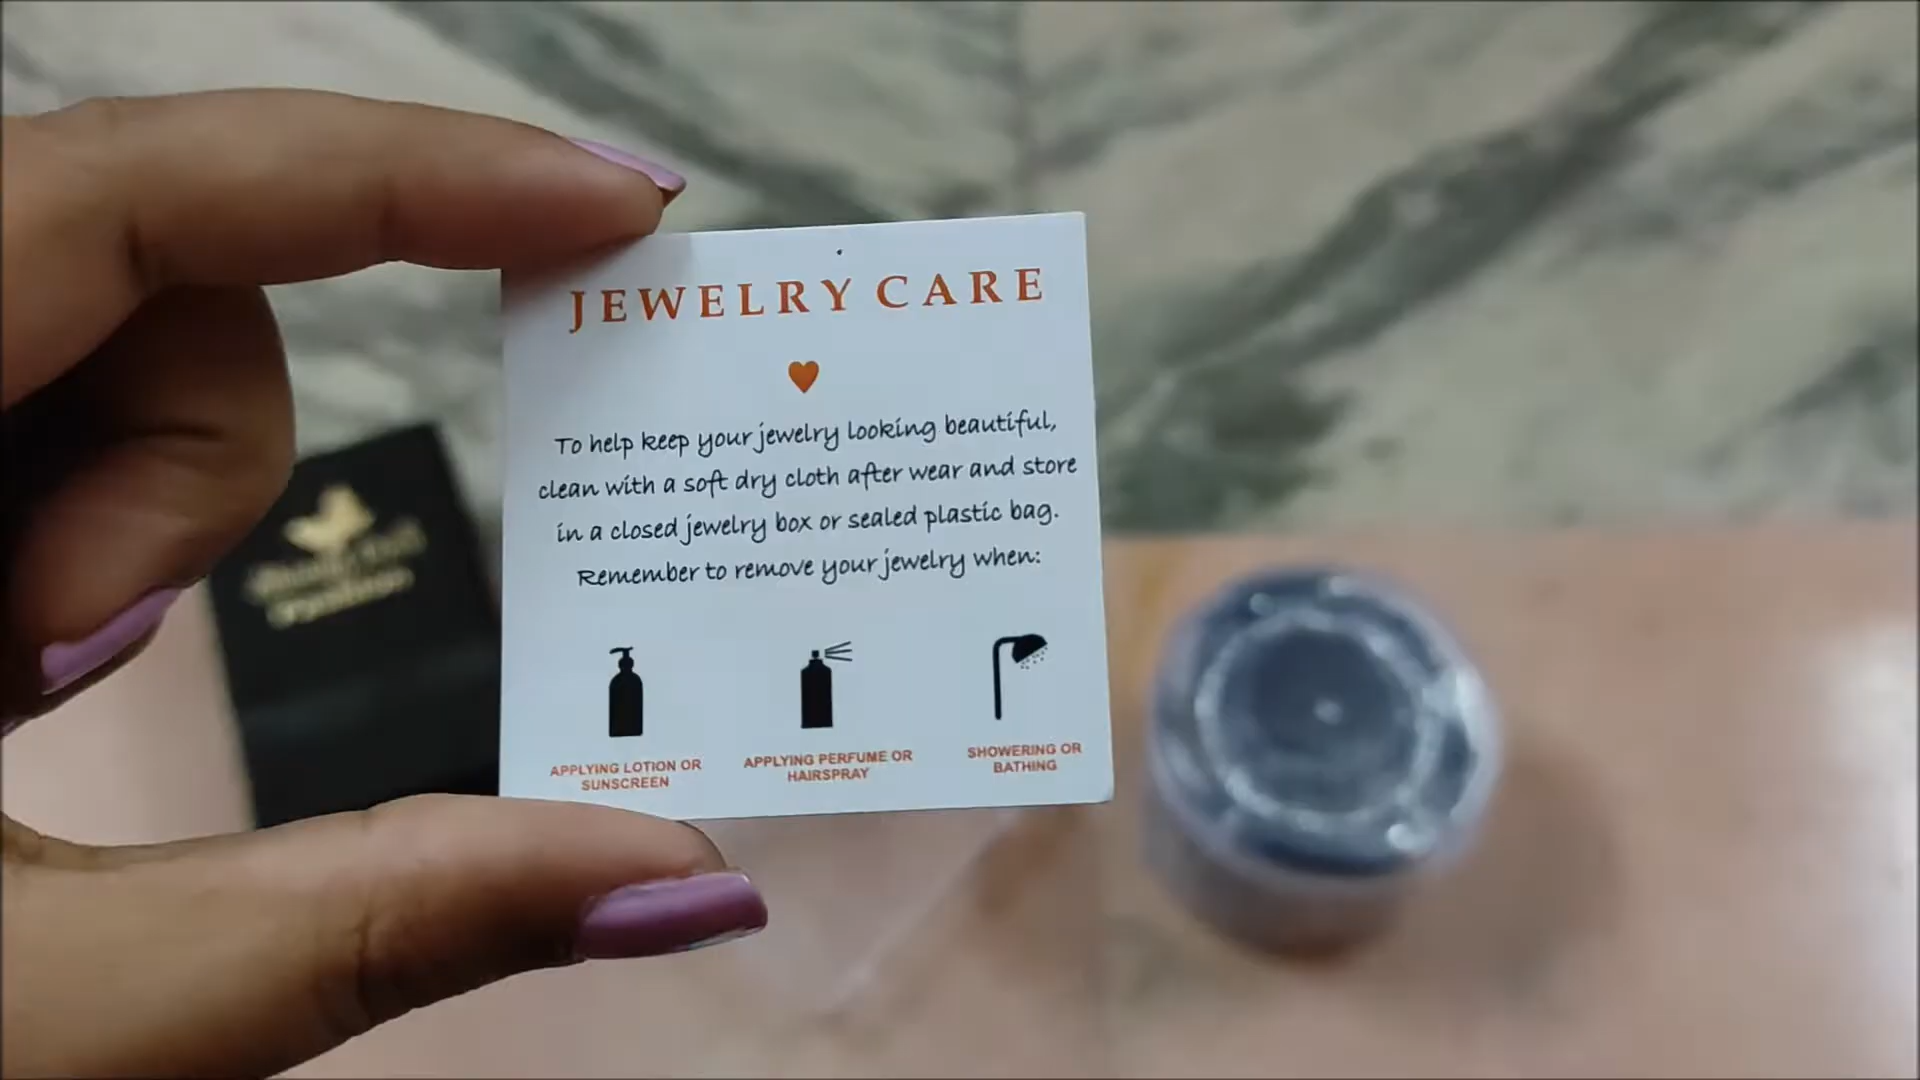 JEWELRY CARE
To help keep your jewelry looking beautiful,
clean with a soft dry cloth after wear and store
in a closed jewelry box or sealed plastic bag.
Remember to remove your jewelry when:
APPLYING LOTION OR
SUNSCREEN
APPLYING PERFUME OR
HAIRSPRAY
SHOWERING OR
BATHING